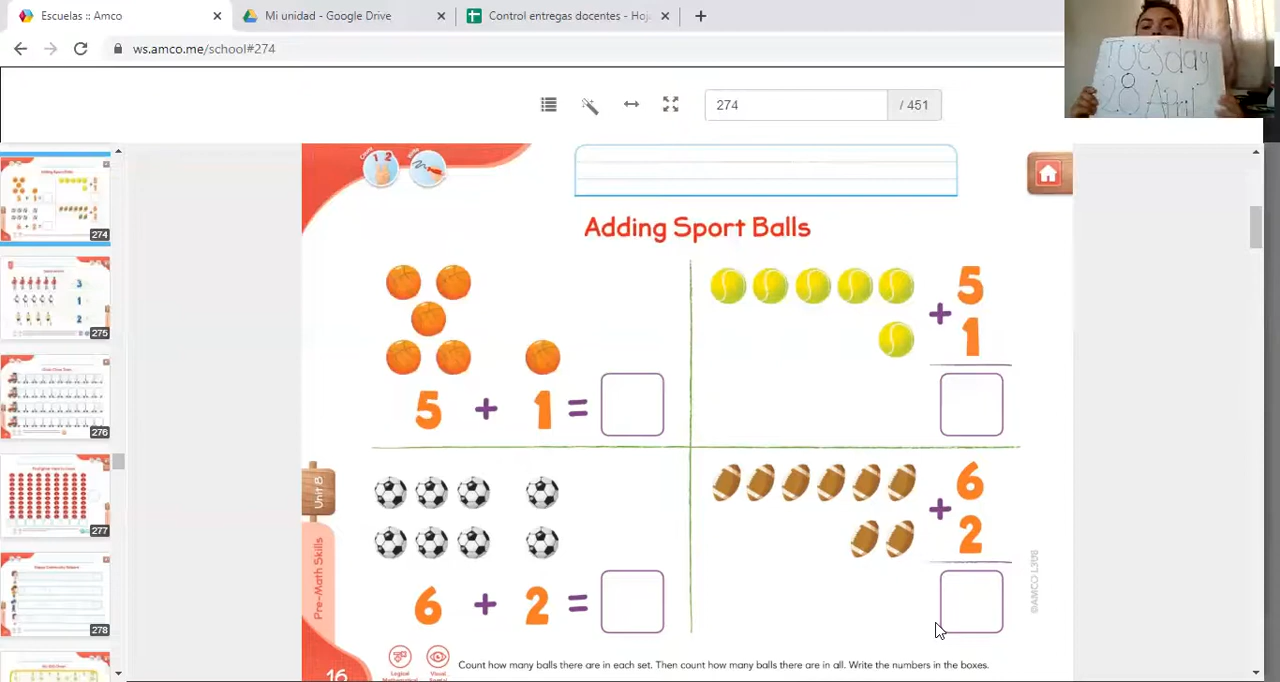 Escuelas :: Amco
Mi unidad - Google Drive
Control entregas docentes - Hoj
ws.amco.me/school#274
Tuesday
28 April
274 / 451
Adding Sport Balls
5 + 1 =
5
+
1
6 + 2 =
6
+
2
Unit 8
Pre-Math Skills
16
Logical
Mathematical
Visual
Count how many balls there are in each set. Then count how many balls there are in all. Write the numbers in the boxes.
274
275
276
277
278